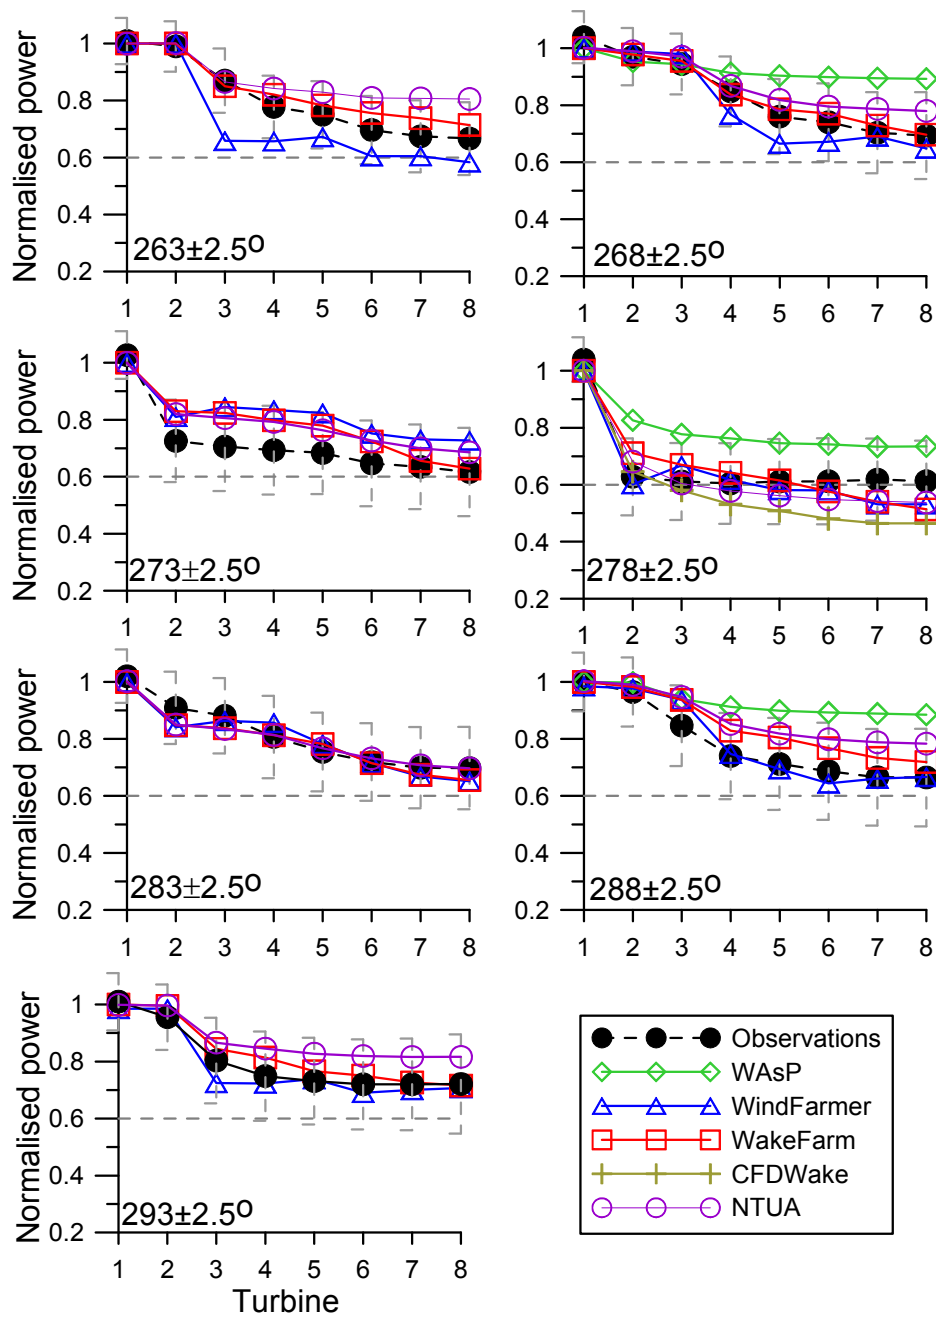 Normalised power
1
0.8
0.6
0.4
0.2
263±2.5º
1 2 3 4 5 6 7 8
1
0.8
0.6
0.4
0.2
268±2.5º
1 2 3 4 5 6 7 8
Normalised power
1
0.8
0.6
0.4
0.2
273±2.5º
1 2 3 4 5 6 7 8
1
0.8
0.6
0.4
0.2
278±2.5º
1 2 3 4 5 6 7 8
Normalised power
1
0.8
0.6
0.4
0.2
283±2.5º
1 2 3 4 5 6 7 8
1
0.8
0.6
0.4
0.2
288±2.5º
1 2 3 4 5 6 7 8
Normalised power
1
0.8
0.6
0.4
0.2
293±2.5º
1 2 3 4 5 6 7 8
Turbine
Observations
WAsP
WindFarmer
WakeFarm
CFDWake
NTUA